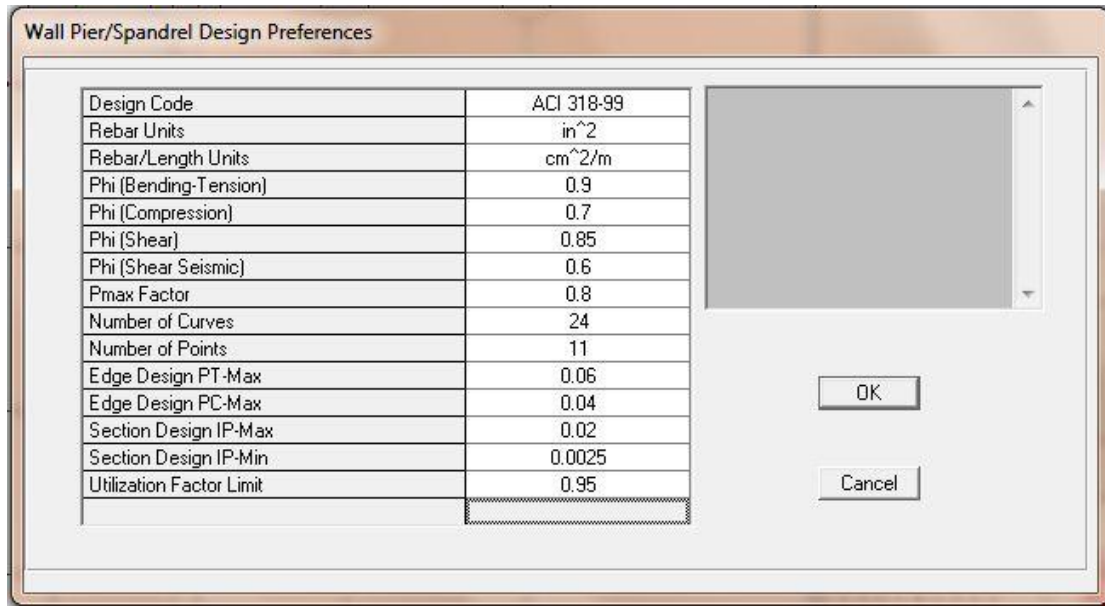 Wall Pier/Spandrel Design Preferences
Design Code ACI 318-99
Rebar Units in^2
Rebar/Length Units cm^2/m
Phi (Bending-Tension) 0.9
Phi (Compression) 0.7
Phi (Shear) 0.85
Phi (Shear Seismic) 0.6
Pmax Factor 0.8
Number of Curves 24
Number of Points 11
Edge Design PT-Max 0.06
Edge Design PC-Max 0.04
Section Design IP-Max 0.02
Section Design IP-Min 0.0025
Utilization Factor Limit 0.95
OK
Cancel